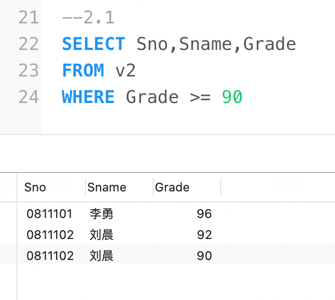 21 --2.1
22 SELECT Sno,Sname,Grade
23 FROM v2
24 WHERE Grade >= 90
Sno Sname Grade
0811101 李勇 96
0811102 刘晨 92
0811102 刘晨 90